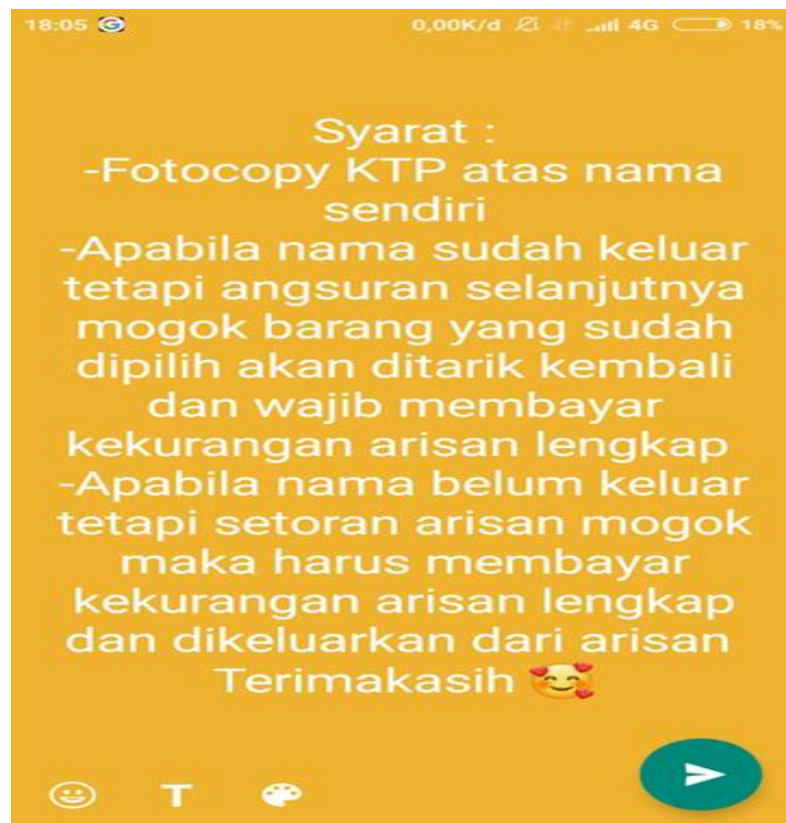 18:05 0,00K/d 4G 18%
Syarat :
-Fotocopy KTP atas nama
sendiri
-Apabila nama sudah keluar
tetapi angsuran selanjutnya
mogok barang yang sudah
dipilih akan ditarik kembali
dan wajib membayar
kekurangan arisan lengkap
-Apabila nama belum keluar
tetapi setoran arisan mogok
maka harus membayar
kekurangan arisan lengkap
dan dikeluarkan dari arisan
Terimakasih 🥰
T